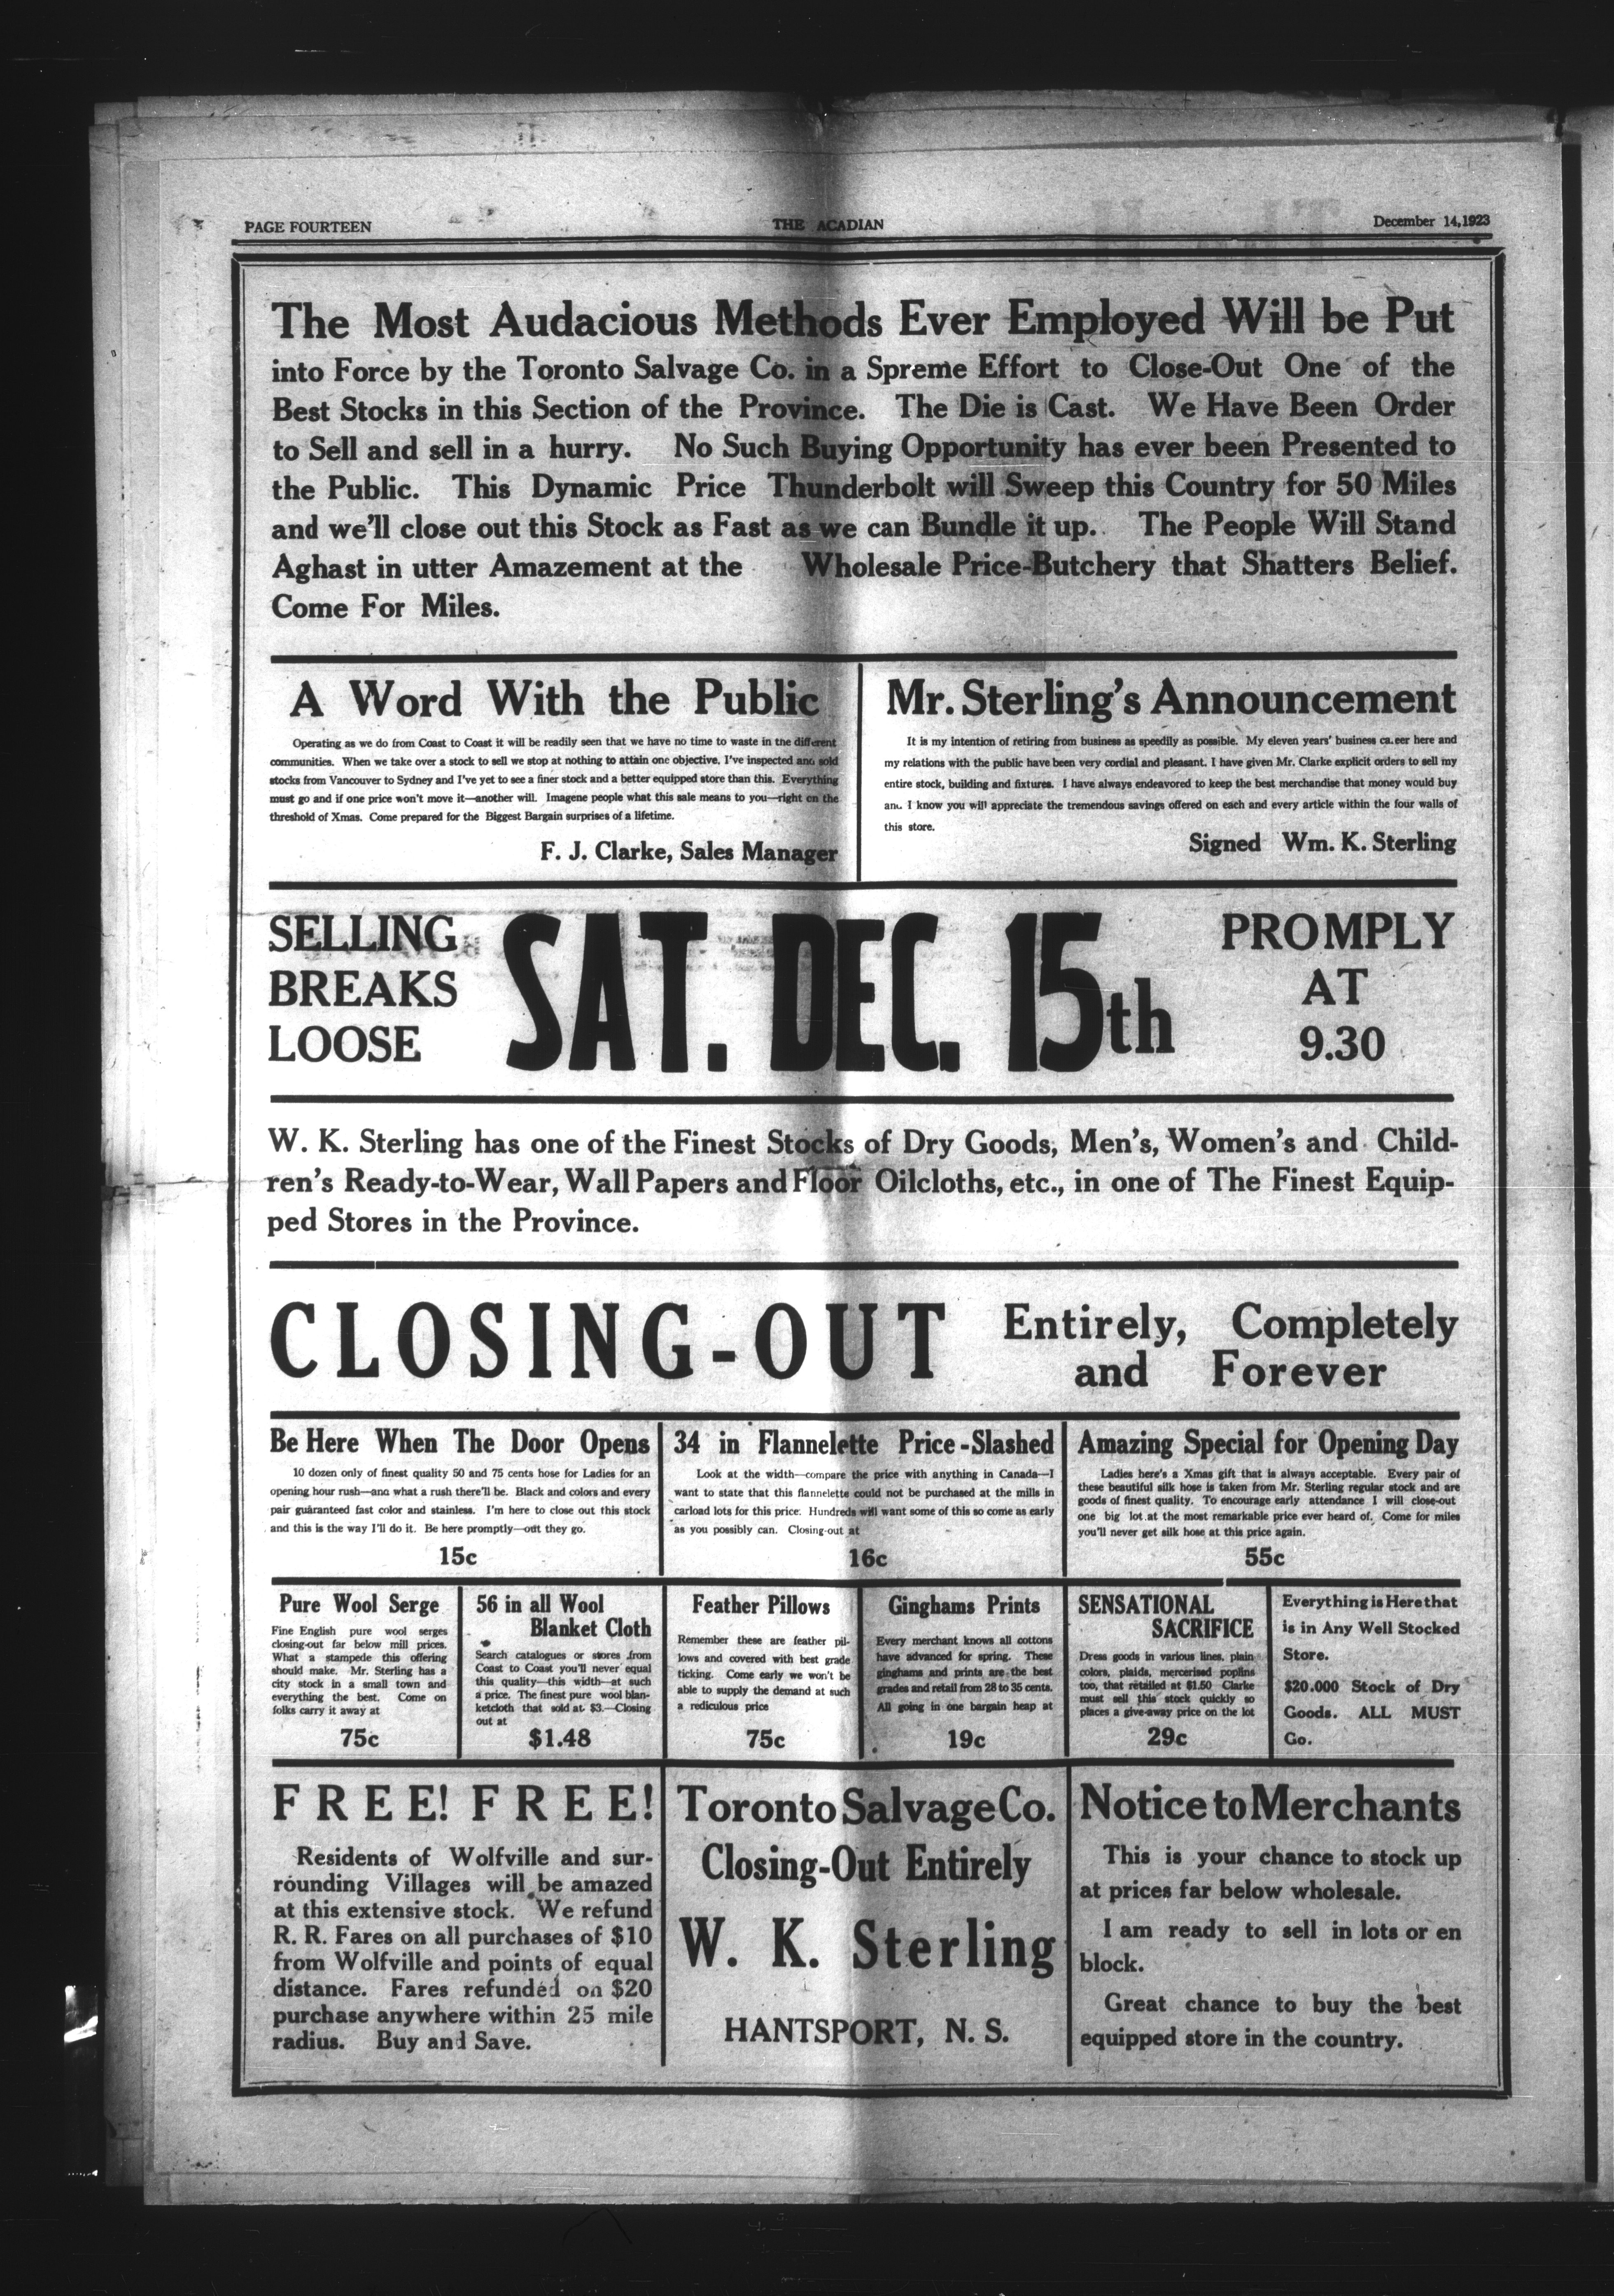 PAGE FOURTEEN
THE ACADIAN
December 14, 1923
The Most Audacious Methods Ever Employed Will be Put
into Force by the Toronto Salvage Co. in a Spreme Effort to Close-Out One of the
Best Stocks in this Section of the Province. The Die is Cast. We Have Been Order
to Sell and sell in a hurry. No Such Buying Opportunity has ever been Presented to
the Public. This Dynamic Price Thunderbolt will Sweep this Country for 50 Miles
and we'll close out this Stock as Fast as we can Bundle it up. The People Will Stand
Aghast in utter Amazement at the Wholesale Price-Butchery that Shatters Belief.
Come For Miles.
A Word With the Public
Operating as we do from Coast to Coast it will be readily seen that we have no time to waste in the different
communities. When we take over a stock to sell we stop at nothing to attain one objective, I've inspected and sold
stocks from Vancouver to Sydney and I've yet to see a finer stock and a better equipped store than this. Everything
must go and if one price won't move it—another will. Imagene people what this sale means to you—right on the
threshold of Xmas. Come prepared for the Biggest Bargain surprises of a lifetime.
F. J. Clarke, Sales Manager
Mr. Sterling's Announcement
It is my intention of retiring from business as speedily as possible. My eleven years' business career here and
my relations with the public have been very cordial and pleasant. I have given Mr. Clarke explicit orders to sell my
entire stock, building and fixtures. I have always endeavored to keep the best merchandise that money would buy
and I know you will appreciate the tremendous savings offered on each and every article within the four walls of
this store.
Signed Wm. K. Sterling
SELLING
BREAKS
LOOSE
SAT. DEC. 15th
PROMPLY
AT
9.30
W. K. Sterling has one of the Finest Stocks of Dry Goods, Men's, Women's and Child-
ren's Ready-to-Wear, Wall Papers and Floor Oilcloths, etc., in one of The Finest Equip-
ped Stores in the Province.
CLOSING-OUT
Entirely, Completely
and Forever
Be Here When The Door Opens
10 dozen only of finest quality 50 and 75 cents hose for Ladies for an
opening hour rush—and what a rush there'll be. Black and colors and every
pair guaranteed fast color and stainless. I'm here to close out this stock
and this is the way I'll do it. Be here promptly—out they go.
15c
34 in Flannelette Price-Slashed
Look at the width—compare the price with anything in Canada—I
want to state that this flannelette could not be purchased at the mills in
carload lots for this price. Hundreds will want some of this so come as early
as you possibly can. Closing-out at
16c
Amazing Special for Opening Day
Ladies here's a Xmas gift that is always acceptable. Every pair of
these beautiful silk hose is taken from Mr. Sterling regular stock and are
goods of finest quality. To encourage early attendance I will close-out
one big lot at the most remarkable price ever heard of. Come for miles
you'll never get silk hose at this price again.
55c
Pure Wool Serge
Fine English pure wool serges
closing-out far below mill prices.
What a stampede this offering
should make. Mr. Sterling has a
city stock in a small town and
everything the best. Come on
folks carry it away at
75c
56 in all Wool
Blanket Cloth
Search catalogues or stores from
Coast to Coast you'll never equal
this quality—this width—at such
a price. The finest pure wool blan-
ketcloth that sold at $3.—Closing
out at
$1.48
Feather Pillows
Remember these are feather pil-
lows and covered with best grade
ticking. Come early we won't be
able to supply the demand at such
a rediculous price
75c
Ginghams Prints
Every merchant knows all cottons
have advanced for spring. These
ginghams and prints are the best
grades and retail from 28 to 35 cents.
All going in one bargain heap at
19c
SENSATIONAL
SACRIFICE
Dress goods in various lines, plain
colors, plaids, mercerised poplins
too, that retailed at $1.50 Clarke
must sell this stock quickly so
places a give-away price on the lot
29c
Everything is Here that
is in Any Well Stocked
Store.
$20.000 Stock of Dry
Goods. ALL MUST
Go.
FREE! FREE!
Residents of Wolfville and sur-
rounding Villages will be amazed
at this extensive stock. We refund
R. R. Fares on all purchases of $10
from Wolfville and points of equal
distance. Fares refunded on $20
purchase anywhere within 25 mile
radius. Buy and Save.
Toronto Salvage Co.
Closing-Out Entirely
W. K. Sterling
HANTSPORT, N. S.
Notice to Merchants
This is your chance to stock up
at prices far below wholesale.
I am ready to sell in lots or en
block.
Great chance to buy the best
equipped store in the country.